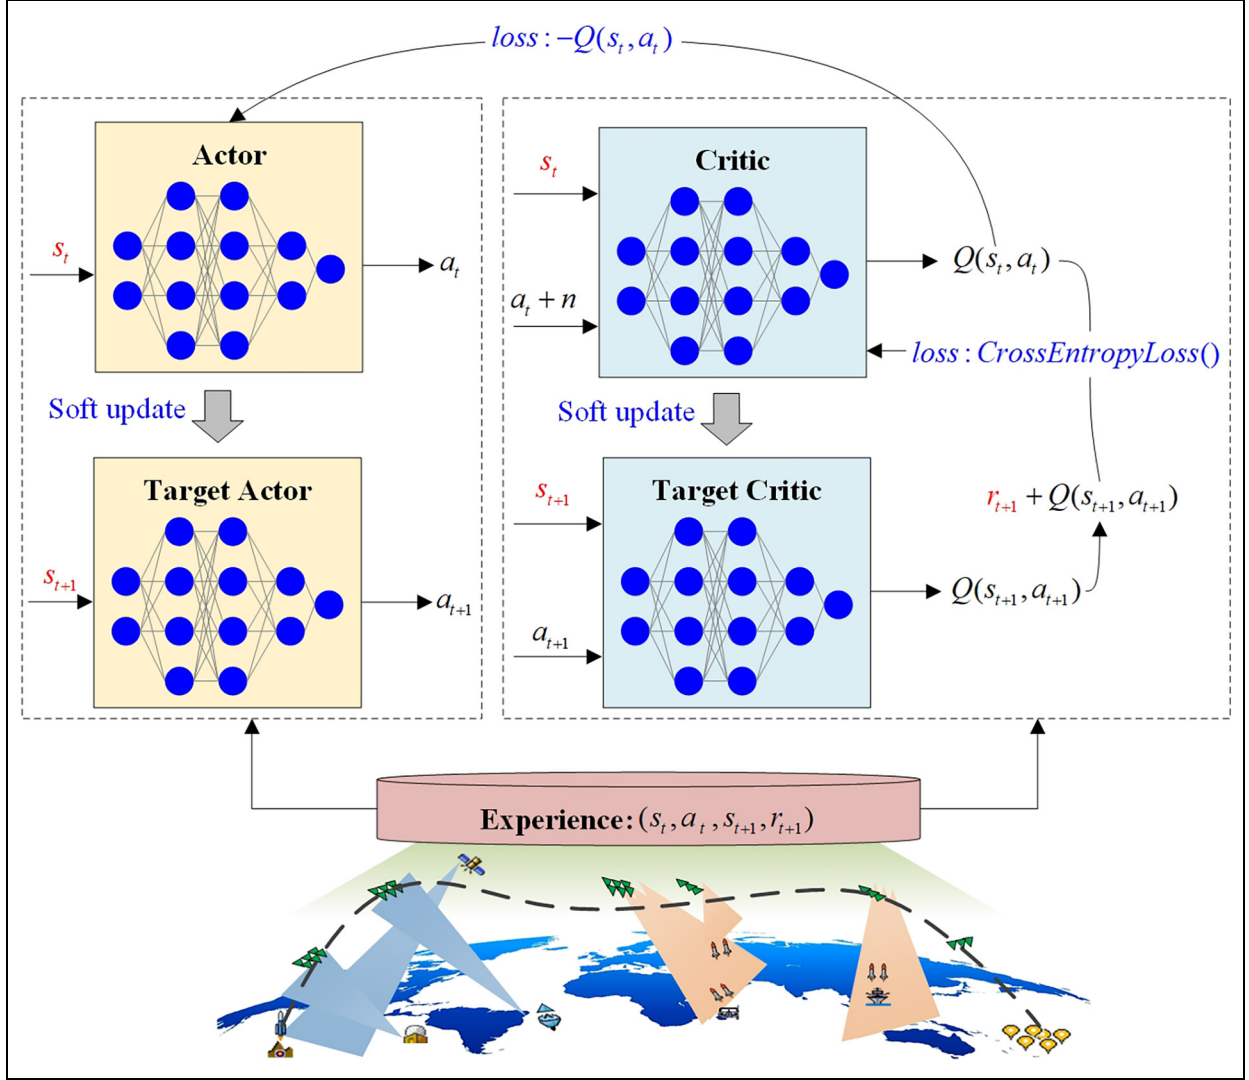 loss: −Q(s_t, a_t)
Actor
s_t
a_t
Soft update
Target Actor
s_{t+1}
a_{t+1}
Critic
s_t
a_t + n
Q(s_t, a_t)
loss: CrossEntropyLoss()
Soft update
Target Critic
s_{t+1}
a_{t+1}
r_{t+1} + Q(s_{t+1}, a_{t+1})
Q(s_{t+1}, a_{t+1})
Experience: (s_t, a_t, s_{t+1}, r_{t+1})